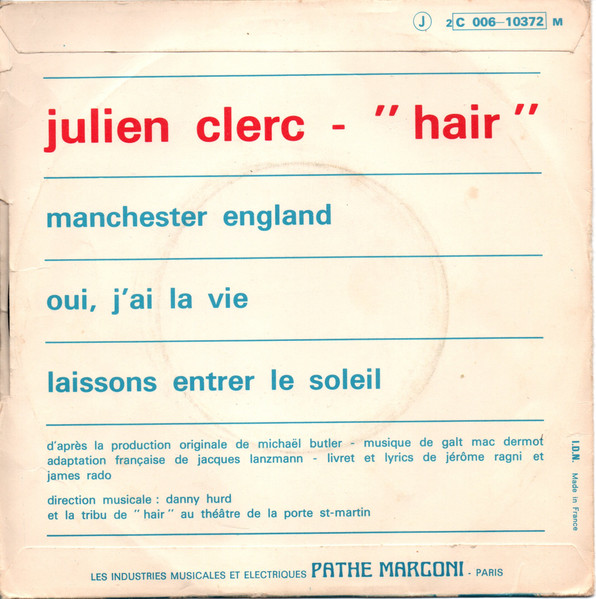 J 2 C 006-10372 M
julien clerc - "hair"
manchester england
oui, j'ai la vie
laissons entrer le soleil
d'après la production originale de michaël butler - musique de galt mac dermot
adaptation française de jacques lanzmann - livret et lyrics de jérôme ragni et
james rado
direction musicale : danny hurd
et la tribu de "hair" au théâtre de la porte st-martin
I.D.N. Made in France
LES INDUSTRIES MUSICALES ET ELECTRIQUES PATHE MARCONI - PARIS